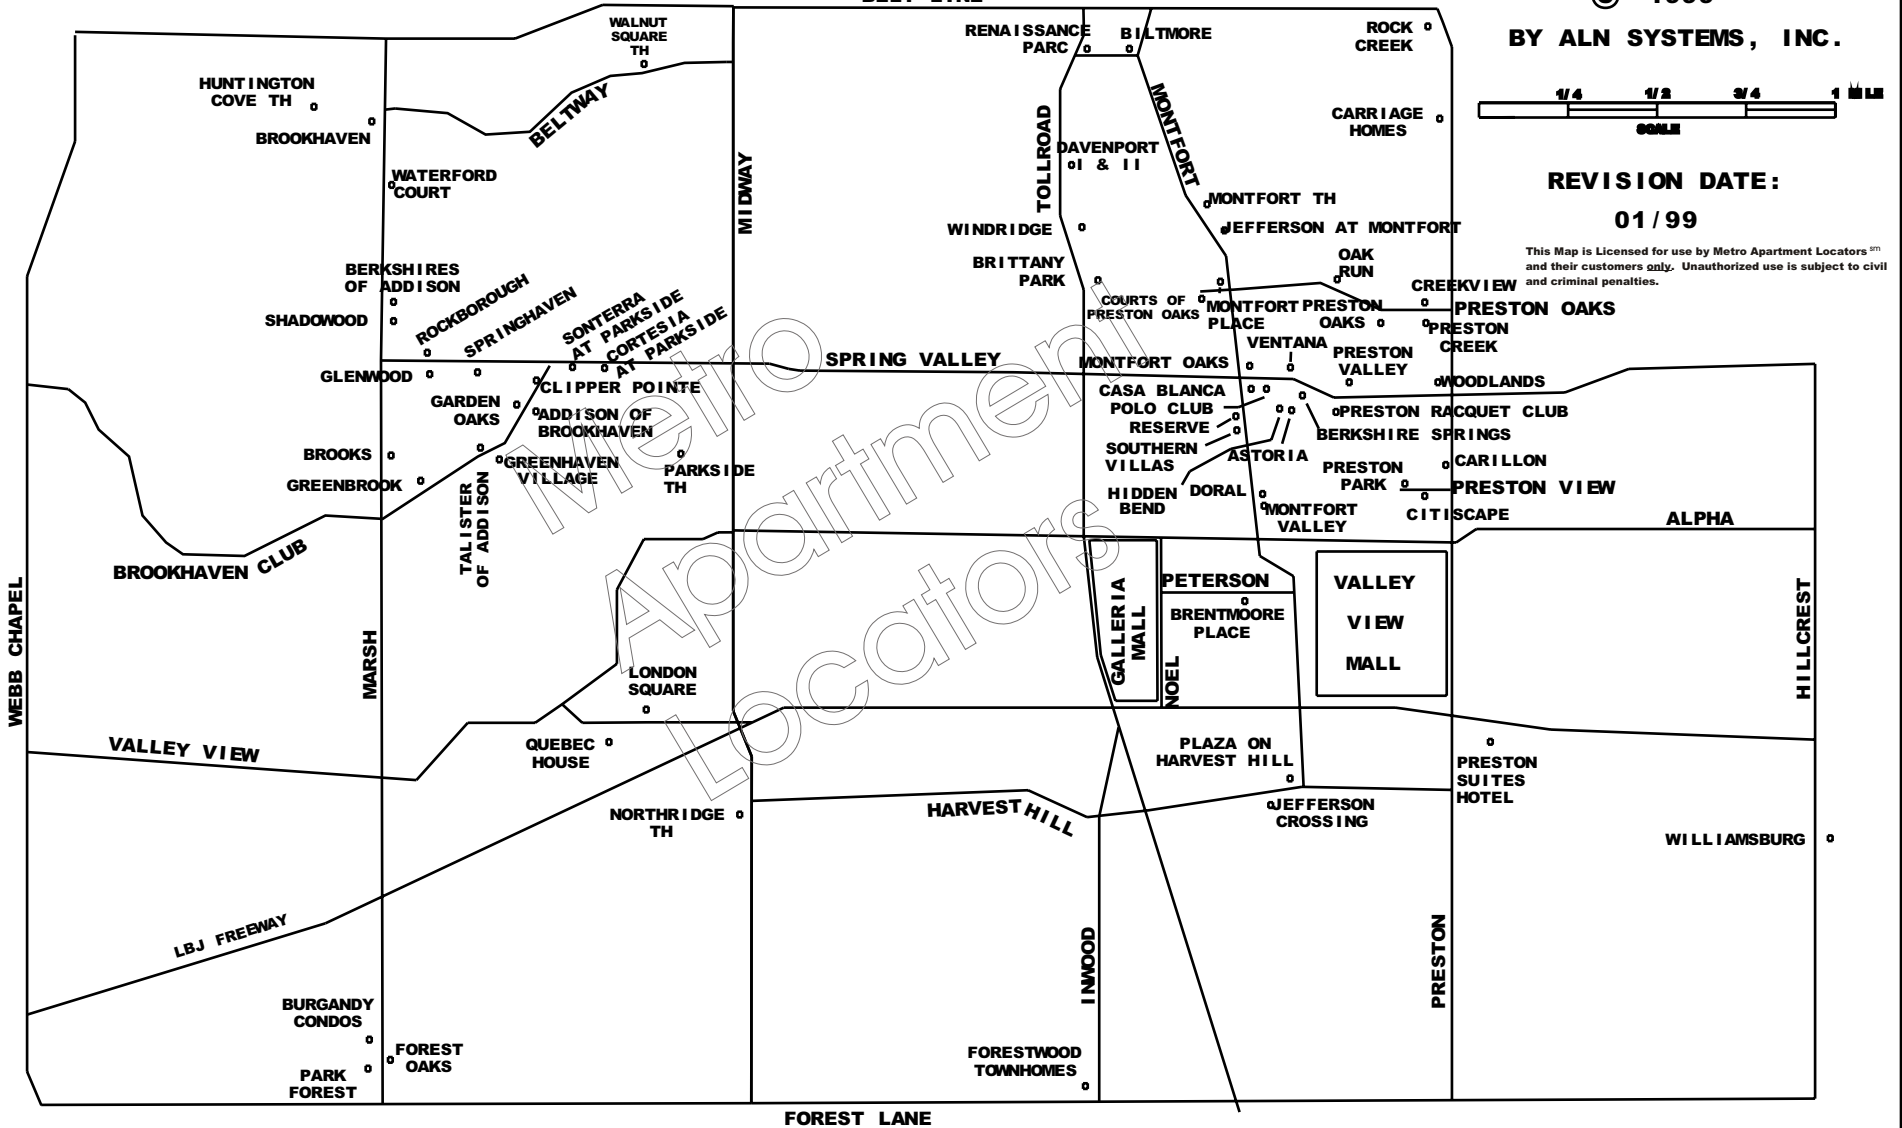 BY ALN SYSTEMS, INC.
1/4 1/2 3/4 1 MILE
SCALE
REVISION DATE:
01/99
This Map is Licensed for use by Metro Apartment Locators sm
and their customers only. Unauthorized use is subject to civil
and criminal penalties.
WALNUT
SQUARE
TH
RENAISSANCE
PARC
BILTMORE
ROCK
CREEK
HUNTINGTON
COVE TH
BROOKHAVEN
BELTWAY
CARRIAGE
HOMES
WATERFORD
COURT
MIDWAY
TOLLROAD
MONTFORT
DAVENPORT
I & II
MONTFORT TH
JEFFERSON AT MONTFORT
WINDRIDGE
BRITTANY
PARK
OAK
RUN
BERKSHIRES
OF ADDISON
SHADOWOOD
ROCKBOROUGH
SPRINGHAVEN
SONTERRA
AT PARKSIDE
CORTESIA
AT PARKSIDE
COURTS OF
PRESTON OAKS
MONTFORT
PLACE
PRESTON
OAKS
CREEKVIEW
PRESTON OAKS
PRESTON
CREEK
VENTANA
SPRING VALLEY
MONTFORT OAKS
PRESTON
VALLEY
WOODLANDS
GLENWOOD
CLIPPER POINTE
GARDEN
OAKS
ADDISON OF
BROOKHAVEN
CASA BLANCA
POLO CLUB
RESERVE
SOUTHERN
VILLAS
PRESTON RACQUET CLUB
BERKSHIRE SPRINGS
ASTORIA
BROOKS
GREENBROOK
GREENHAVEN
VILLAGE
PARKSIDE
TH
TALISTER
OF ADDISON
HIDDEN
BEND
DORAL
MONTFORT
VALLEY
PRESTON
PARK
CARILLON
PRESTON VIEW
CITISCAPE
ALPHA
BROOKHAVEN CLUB
Metro
Apartment
Locators
WEBB CHAPEL
MARSH
GALLERIA
MALL
PETERSON
BRENTMOORE
PLACE
NOEL
VALLEY
VIEW
MALL
HILLCREST
LONDON
SQUARE
QUEBEC
HOUSE
VALLEY VIEW
PLAZA ON
HARVEST HILL
PRESTON
SUITES
HOTEL
NORTHRIDGE
TH
HARVEST HILL
JEFFERSON
CROSSING
WILLIAMSBURG
LBJ FREEWAY
INWOOD
PRESTON
BURGANDY
CONDOS
FOREST
OAKS
PARK
FOREST
FORESTWOOD
TOWNHOMES
FOREST LANE